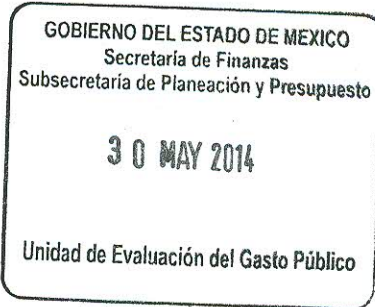 GOBIERNO DEL ESTADO DE MEXICO
Secretaría de Finanzas
Subsecretaría de Planeación y Presupuesto
3 0 MAY 2014
Unidad de Evaluación del Gasto Público